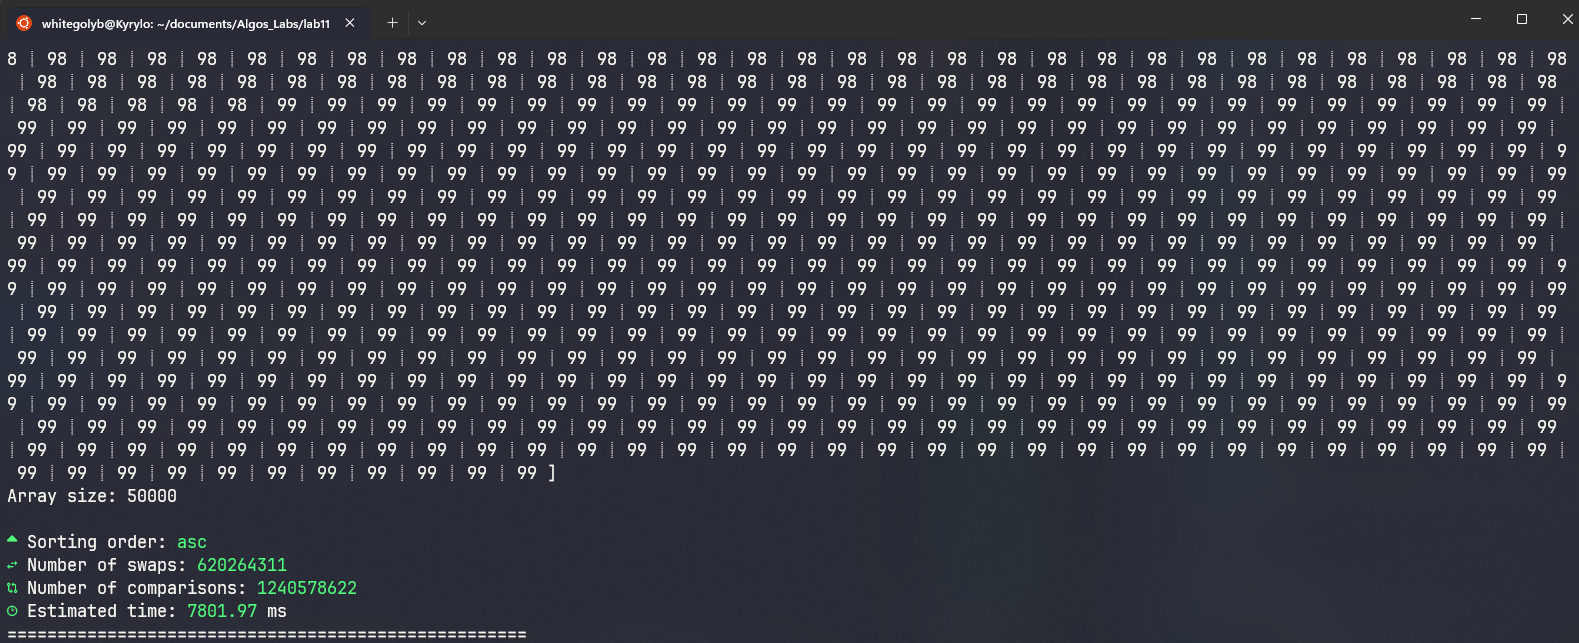 8 | 98 | 98 | 98 | 98 | 98 | 98 | 98 | 98 | 98 | 98 | 98 | 98 | 98 | 98 | 98 | 98 | 98 | 98 | 98 | 98 | 98 | 98 | 98 | 98 | 98 | 98 | 98 | 98 | 98 | 98 | 98
| 98 | 98 | 98 | 98 | 98 | 98 | 98 | 98 | 98 | 98 | 98 | 98 | 98 | 98 | 98 | 98 | 98 | 98 | 98 | 98 | 98 | 98 | 98 | 98 | 98 | 98 | 98 | 98 | 98 | 98 | 98
| 98 | 98 | 98 | 98 | 98 | 99 | 99 | 99 | 99 | 99 | 99 | 99 | 99 | 99 | 99 | 99 | 99 | 99 | 99 | 99 | 99 | 99 | 99 | 99 | 99 | 99 | 99 | 99 | 99 | 99 | 99 |
99 | 99 | 99 | 99 | 99 | 99 | 99 | 99 | 99 | 99 | 99 | 99 | 99 | 99 | 99 | 99 | 99 | 99 | 99 | 99 | 99 | 99 | 99 | 99 | 99 | 99 | 99 | 99 | 99 | 99 | 99 |
99 | 99 | 99 | 99 | 99 | 99 | 99 | 99 | 99 | 99 | 99 | 99 | 99 | 99 | 99 | 99 | 99 | 99 | 99 | 99 | 99 | 99 | 99 | 99 | 99 | 99 | 99 | 99 | 99 | 99 | 99 | 9
9 | 99 | 99 | 99 | 99 | 99 | 99 | 99 | 99 | 99 | 99 | 99 | 99 | 99 | 99 | 99 | 99 | 99 | 99 | 99 | 99 | 99 | 99 | 99 | 99 | 99 | 99 | 99 | 99 | 99 | 99 | 99
| 99 | 99 | 99 | 99 | 99 | 99 | 99 | 99 | 99 | 99 | 99 | 99 | 99 | 99 | 99 | 99 | 99 | 99 | 99 | 99 | 99 | 99 | 99 | 99 | 99 | 99 | 99 | 99 | 99 | 99 | 99
| 99 | 99 | 99 | 99 | 99 | 99 | 99 | 99 | 99 | 99 | 99 | 99 | 99 | 99 | 99 | 99 | 99 | 99 | 99 | 99 | 99 | 99 | 99 | 99 | 99 | 99 | 99 | 99 | 99 | 99 | 99 |
99 | 99 | 99 | 99 | 99 | 99 | 99 | 99 | 99 | 99 | 99 | 99 | 99 | 99 | 99 | 99 | 99 | 99 | 99 | 99 | 99 | 99 | 99 | 99 | 99 | 99 | 99 | 99 | 99 | 99 | 99 |
99 | 99 | 99 | 99 | 99 | 99 | 99 | 99 | 99 | 99 | 99 | 99 | 99 | 99 | 99 | 99 | 99 | 99 | 99 | 99 | 99 | 99 | 99 | 99 | 99 | 99 | 99 | 99 | 99 | 99 | 99 | 9
9 | 99 | 99 | 99 | 99 | 99 | 99 | 99 | 99 | 99 | 99 | 99 | 99 | 99 | 99 | 99 | 99 | 99 | 99 | 99 | 99 | 99 | 99 | 99 | 99 | 99 | 99 | 99 | 99 | 99 | 99 | 99
| 99 | 99 | 99 | 99 | 99 | 99 | 99 | 99 | 99 | 99 | 99 | 99 | 99 | 99 | 99 | 99 | 99 | 99 | 99 | 99 | 99 | 99 | 99 | 99 | 99 | 99 | 99 | 99 | 99 | 99 | 99
| 99 | 99 | 99 | 99 | 99 | 99 | 99 | 99 | 99 | 99 | 99 | 99 | 99 | 99 | 99 | 99 | 99 | 99 | 99 | 99 | 99 | 99 | 99 | 99 | 99 | 99 | 99 | 99 | 99 | 99 | 99 |
99 | 99 | 99 | 99 | 99 | 99 | 99 | 99 | 99 | 99 | 99 | 99 | 99 | 99 | 99 | 99 | 99 | 99 | 99 | 99 | 99 | 99 | 99 | 99 | 99 | 99 | 99 | 99 | 99 | 99 | 99 |
99 | 99 | 99 | 99 | 99 | 99 | 99 | 99 | 99 | 99 | 99 | 99 | 99 | 99 | 99 | 99 | 99 | 99 | 99 | 99 | 99 | 99 | 99 | 99 | 99 | 99 | 99 | 99 | 99 | 99 | 99 | 9
9 | 99 | 99 | 99 | 99 | 99 | 99 | 99 | 99 | 99 | 99 | 99 | 99 | 99 | 99 | 99 | 99 | 99 | 99 | 99 | 99 | 99 | 99 | 99 | 99 | 99 | 99 | 99 | 99 | 99 | 99 | 99
| 99 | 99 | 99 | 99 | 99 | 99 | 99 | 99 | 99 | 99 | 99 | 99 | 99 | 99 | 99 | 99 | 99 | 99 | 99 | 99 | 99 | 99 | 99 | 99 | 99 | 99 | 99 | 99 | 99 | 99 | 99
| 99 | 99 | 99 | 99 | 99 | 99 | 99 | 99 | 99 | 99 | 99 | 99 | 99 | 99 | 99 | 99 | 99 | 99 | 99 | 99 | 99 | 99 | 99 | 99 | 99 | 99 | 99 | 99 | 99 | 99 | 99 |
99 | 99 | 99 | 99 | 99 | 99 | 99 | 99 | 99 | 99 | 99 ]
Array size: 50000
Sorting order: asc
Number of swaps: 620264311
Number of comparisons: 1240578622
Estimated time: 7801.97 ms
====================================================
whitegolyb@Kyrylo: ~/documents/Algos_Labs/lab11